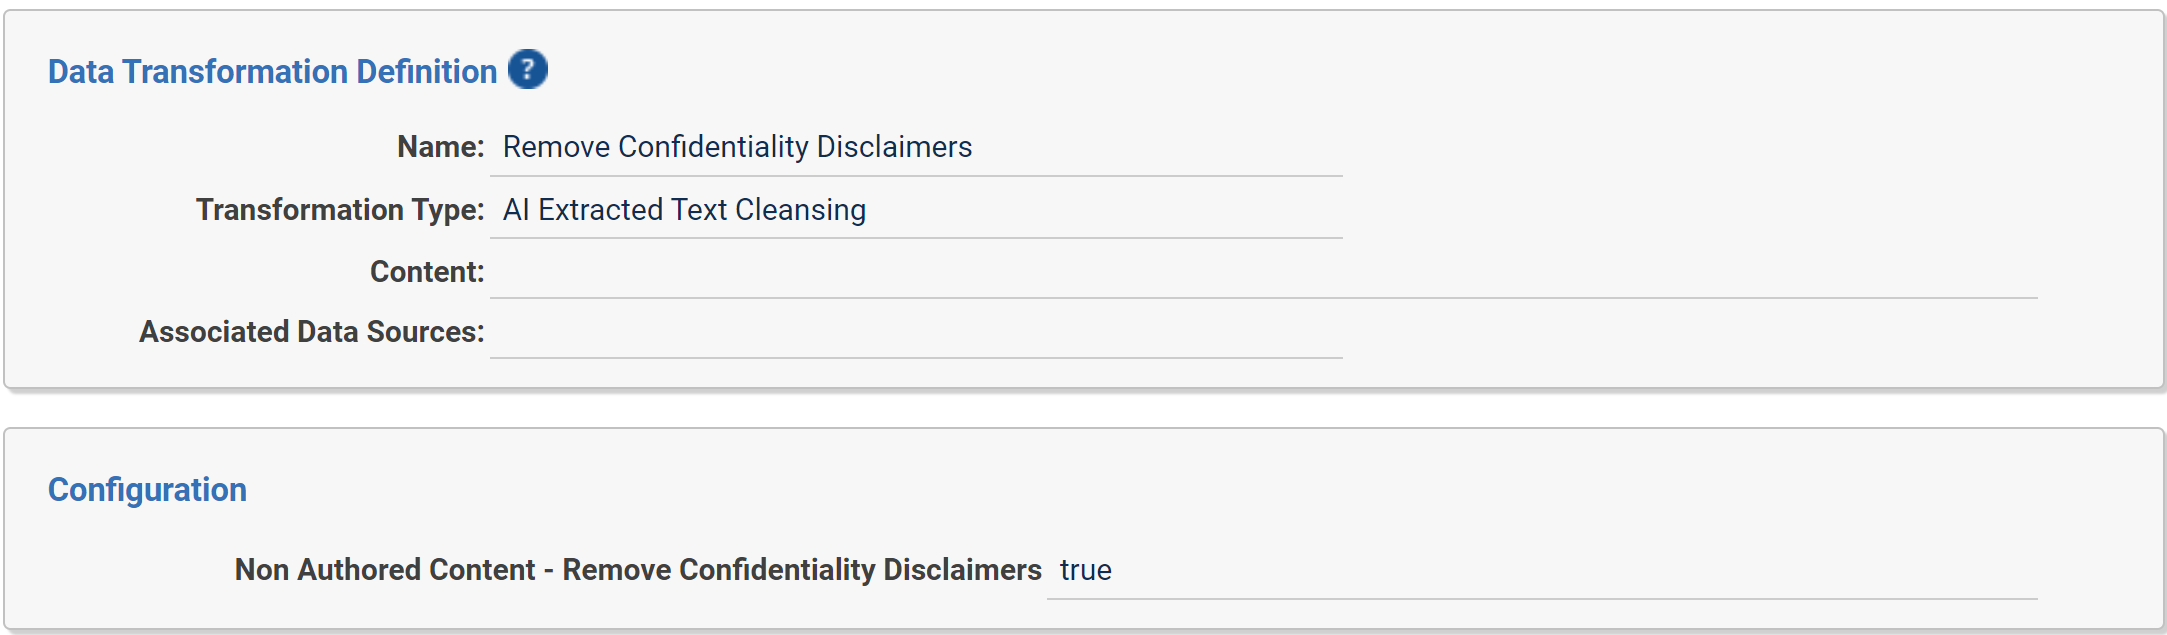 Data Transformation Definition ?
Name: Remove Confidentiality Disclaimers
Transformation Type: AI Extracted Text Cleansing
Content:
Associated Data Sources:
Configuration
Non Authored Content - Remove Confidentiality Disclaimers true